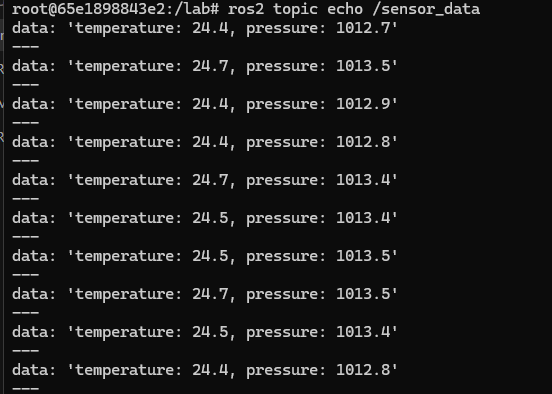 root@65e1898843e2:/lab# ros2 topic echo /sensor_data
data: 'temperature: 24.4, pressure: 1012.7'
---
data: 'temperature: 24.7, pressure: 1013.5'
---
data: 'temperature: 24.4, pressure: 1012.9'
---
data: 'temperature: 24.4, pressure: 1012.8'
---
data: 'temperature: 24.7, pressure: 1013.4'
---
data: 'temperature: 24.5, pressure: 1013.4'
---
data: 'temperature: 24.5, pressure: 1013.5'
---
data: 'temperature: 24.7, pressure: 1013.5'
---
data: 'temperature: 24.5, pressure: 1013.4'
---
data: 'temperature: 24.4, pressure: 1012.8'
---